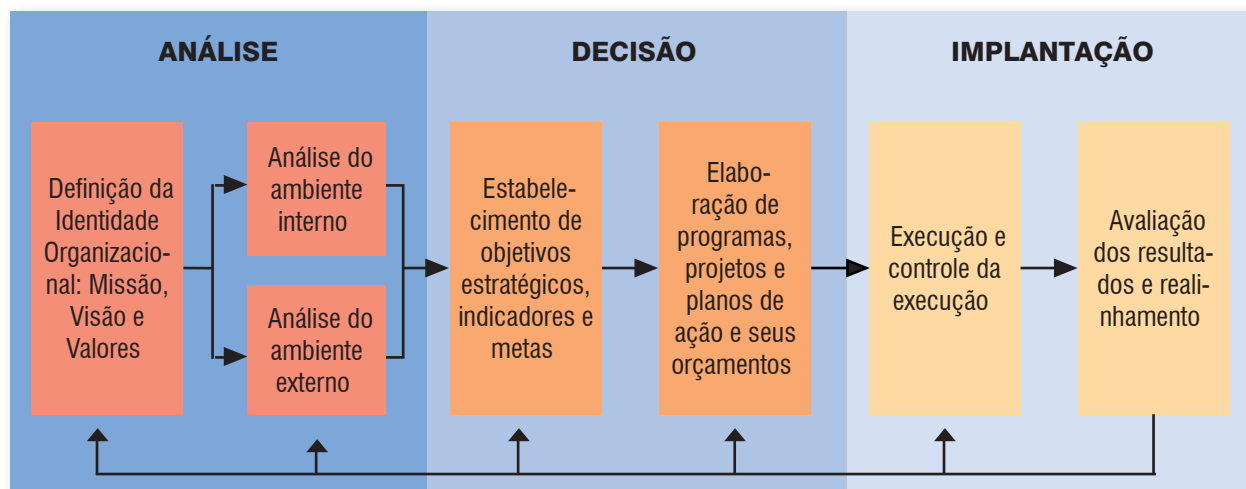 ANÁLISE
Definição da
Identidade
Organizacio-
nal: Missão,
Visão e
Valores
Análise do
ambiente
interno
Análise do
ambiente
externo
DECISÃO
Estabele-
cimento de
objetivos
estratégicos,
indicadores e
metas
Elabo-
ração de
programas,
projetos e
planos de
ação e seus
orçamentos
IMPLANTAÇÃO
Execução e
controle da
execução
Avaliação
dos resulta-
dos e reali-
nhamento